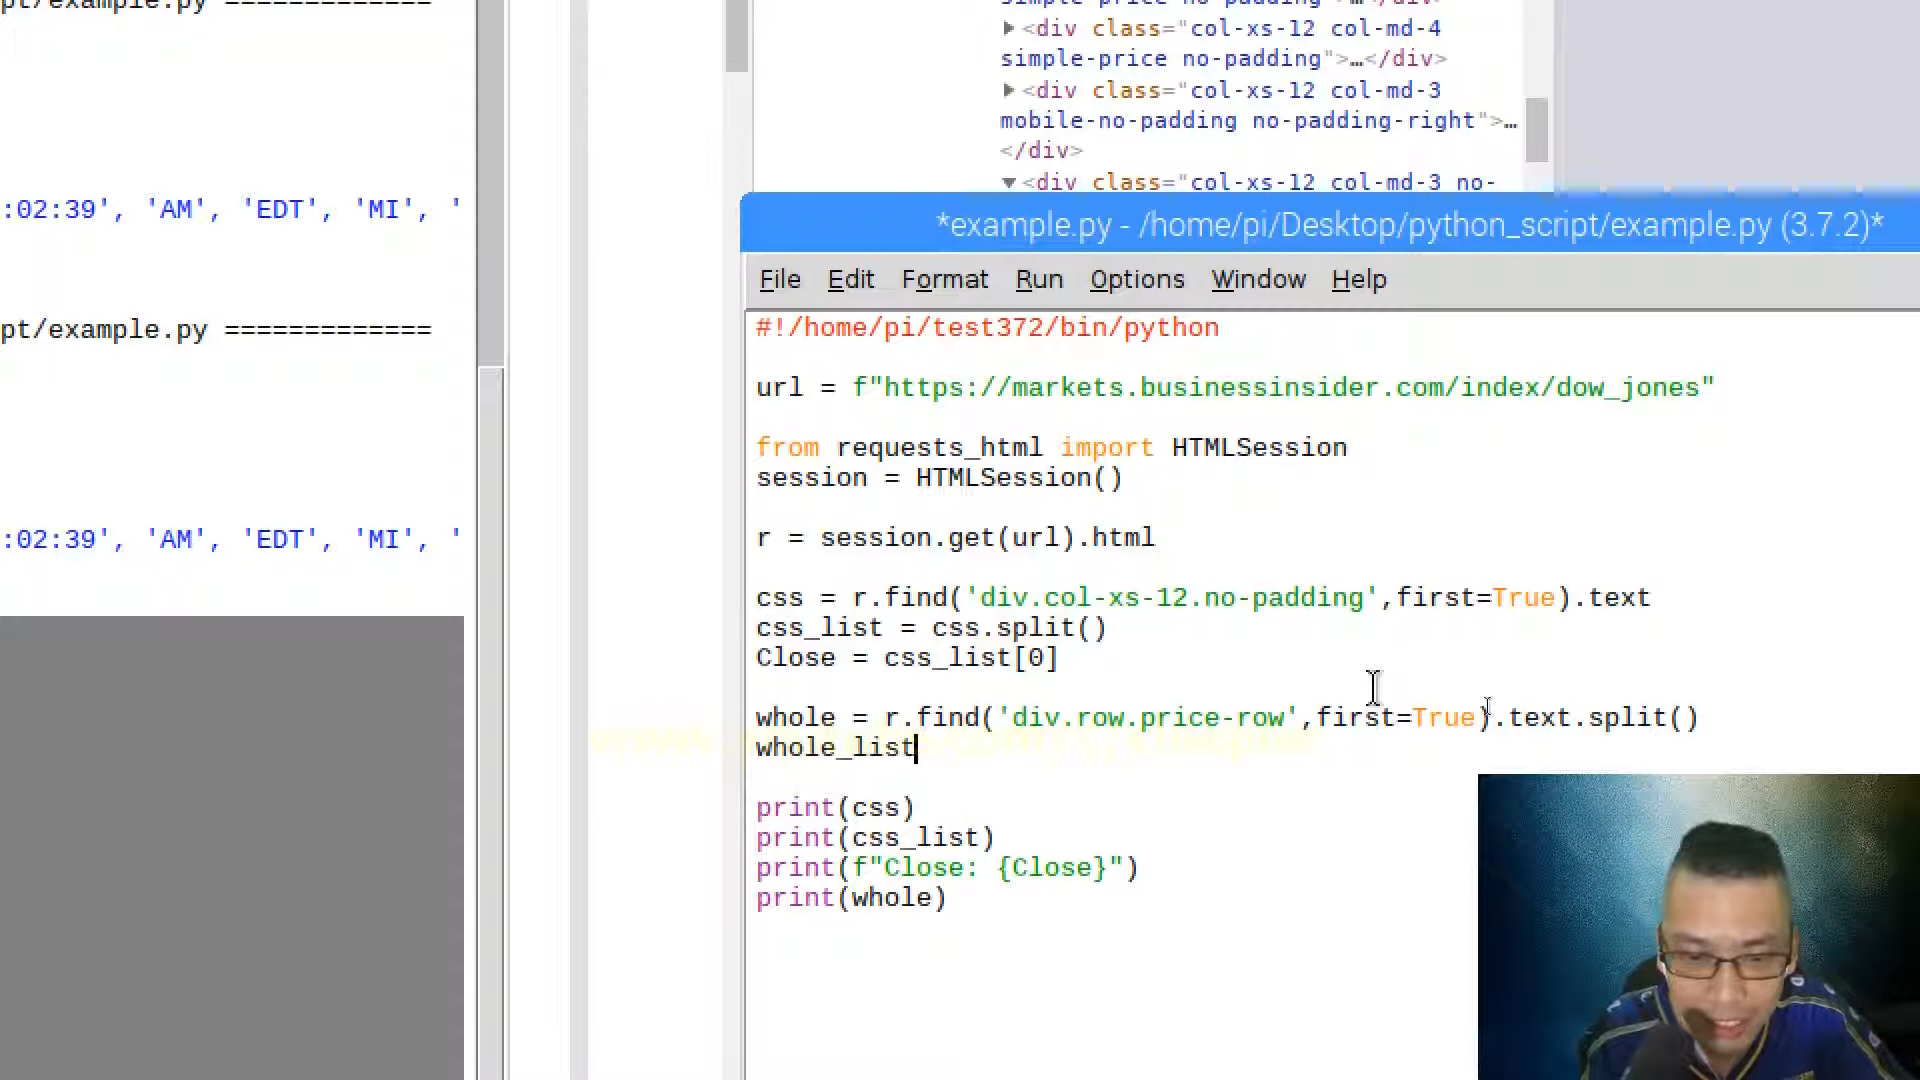 pt/example.py =============
:02:39', 'AM', 'EDT', 'MI', '
pt/example.py =============
:02:39', 'AM', 'EDT', 'MI', '
simple-price no-padding">…</div>
▶<div class="col-xs-12 col-md-4
simple-price no-padding">…</div>
▶<div class="col-xs-12 col-md-3
mobile-no-padding no-padding-right">…
</div>
▼<div class="col-xs-12 col-md-3 no-
*example.py - /home/pi/Desktop/python_script/example.py (3.7.2)*
File Edit Format Run Options Window Help
#!/home/pi/test372/bin/python
url = f"https://markets.businessinsider.com/index/dow_jones"
from requests_html import HTMLSession
session = HTMLSession()
r = session.get(url).html
css = r.find('div.col-xs-12.no-padding',first=True).text
css_list = css.split()
Close = css_list[0]
whole = r.find('div.row.price-row',first=True).text.split()
whole_list
print(css)
print(css_list)
print(f"Close: {Close}")
print(whole)